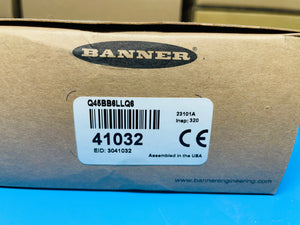 BANNER
Q45BB6LLQ6
23101A
Insp: 320
41032
EID: 3041032
CE
Assembled in the USA
www.bannerengineering.com